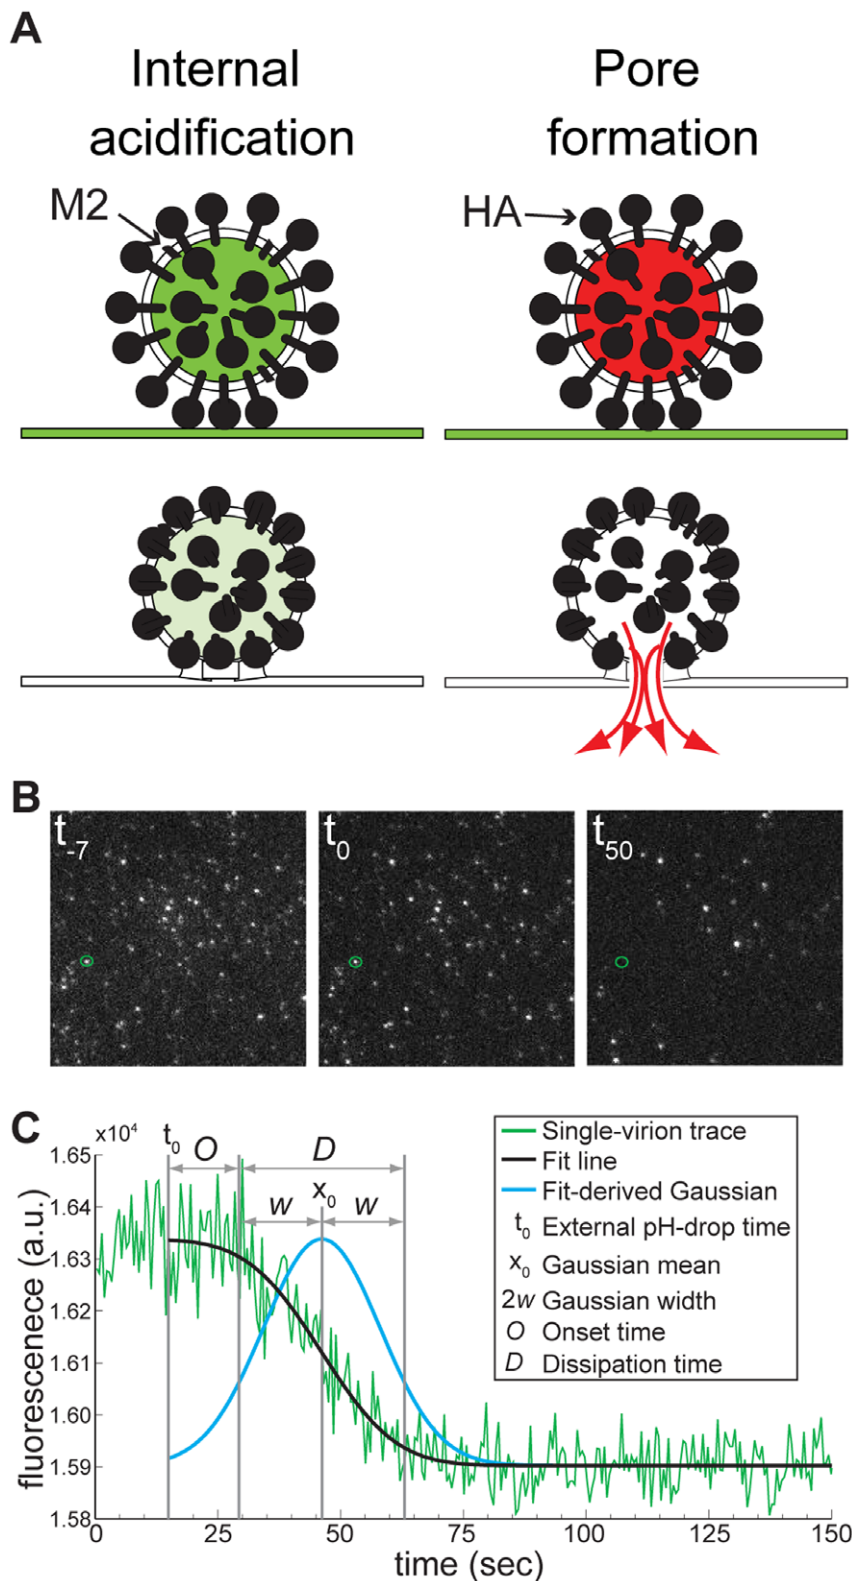 A
Internal
acidification
Pore
formation
M2
HA
B
t-7
t0
t50
C
x10⁴
t0
O
D
w
x0
w
1.65
1.64
1.63
1.62
1.61
1.60
1.59
1.58
fluorescenece (a.u.)
0
25
50
75
100
125
150
time (sec)
Single-virion trace
Fit line
Fit-derived Gaussian
t0 External pH-drop time
x0 Gaussian mean
2w Gaussian width
O Onset time
D Dissipation time